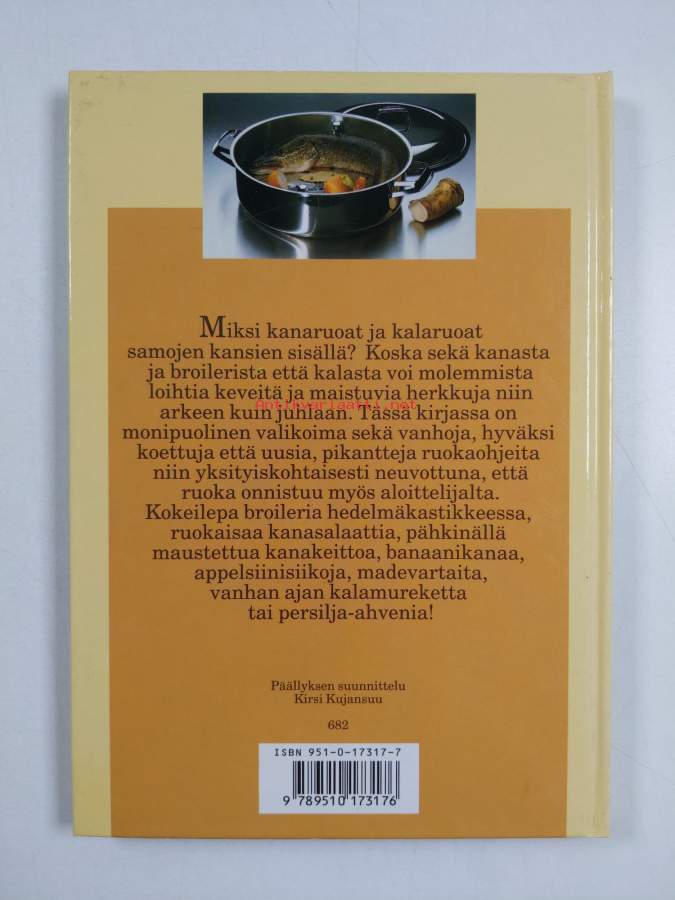 Miksi kanaruoat ja kalaruoat
samojen kansien sisällä? Koska sekä kanasta
ja broilerista että kalasta voi molemmista
loihtia keveitä ja maistuvia herkkuja niin
Antikvariaatti.net
arkeen kuin juhlaan. Tässä kirjassa on
monipuolinen valikoima sekä vanhoja, hyväksi
koettuja että uusia, pikantteja ruokaohjeita
niin yksityiskohtaisesti neuvottuna, että
ruoka onnistuu myös aloittelijalta.
Kokeilepa broileria hedelmäkastikkeessa,
ruokaisaa kanasalaattia, pähkinällä
maustettua kanakeittoa, banaanikanaa,
appelsiinisiikoja, madevartaita,
vanhan ajan kalamureketta
tai persilja-ahvenia!
Päällyksen suunnittelu
Kirsi Kujansuu
682
ISBN 951-0-17317-7
9 789510 173176